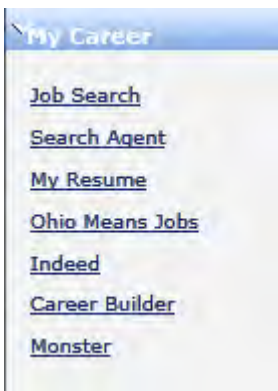 My Career
Job Search
Search Agent
My Resume
Ohio Means Jobs
Indeed
Career Builder
Monster